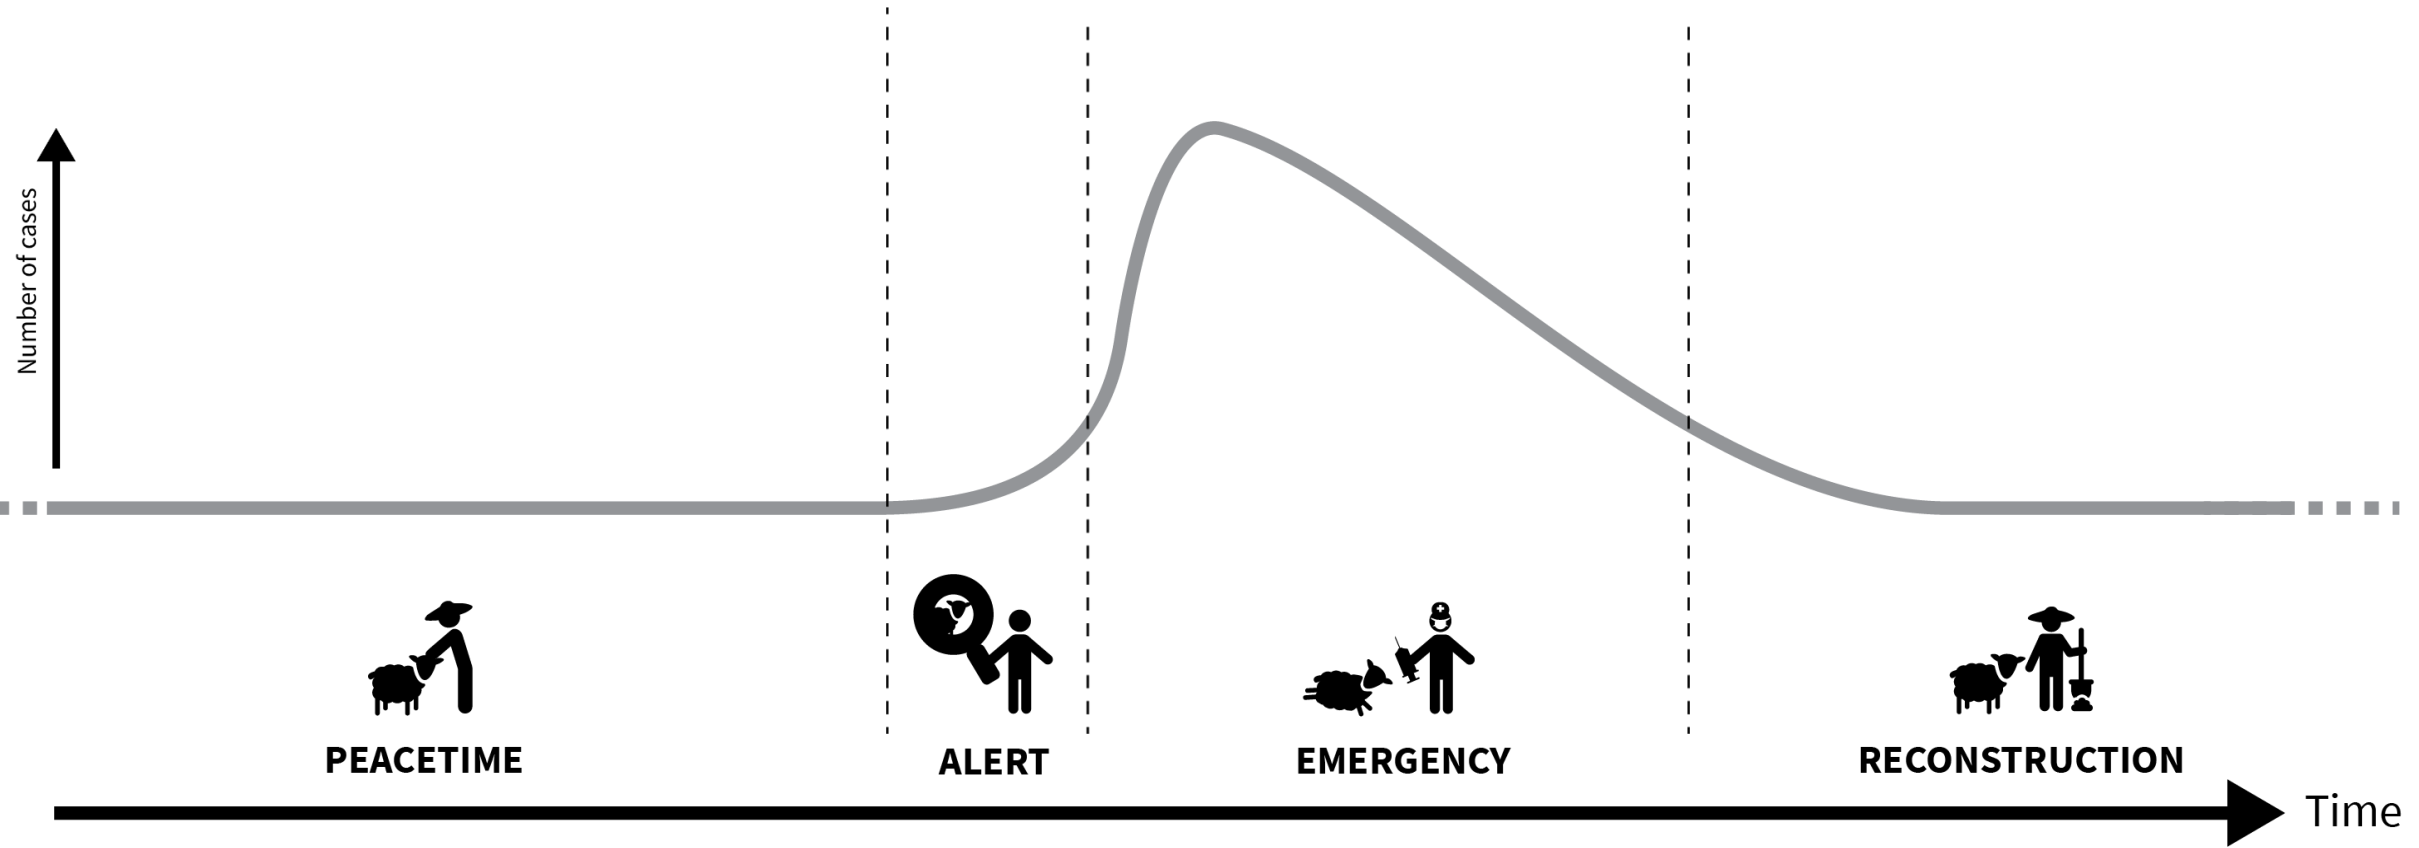 Number of cases
PEACETIME
ALERT
EMERGENCY
RECONSTRUCTION
Time